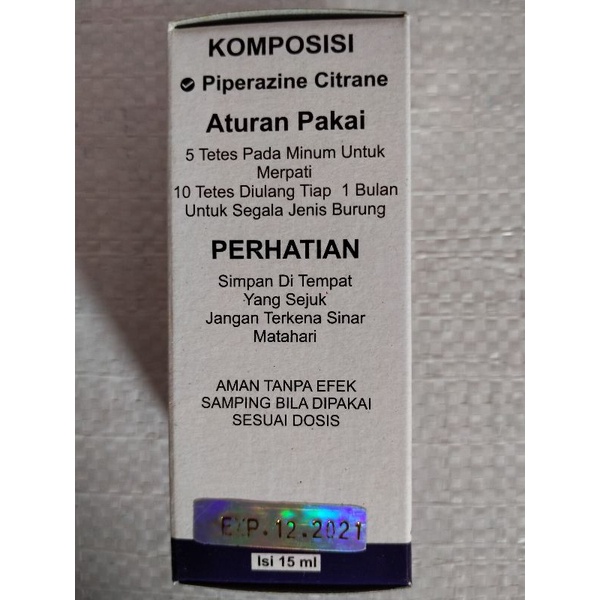 KOMPOSISI
Piperazine Citrane
Aturan Pakai
5 Tetes Pada Minum Untuk
Merpati
10 Tetes Diulang Tiap 1 Bulan
Untuk Segala Jenis Burung
PERHATIAN
Simpan Di Tempat
Yang Sejuk
Jangan Terkena Sinar
Matahari
AMAN TANPA EFEK
SAMPING BILA DIPAKAI
SESUAI DOSIS
EXP.12.2021
Isi 15 ml